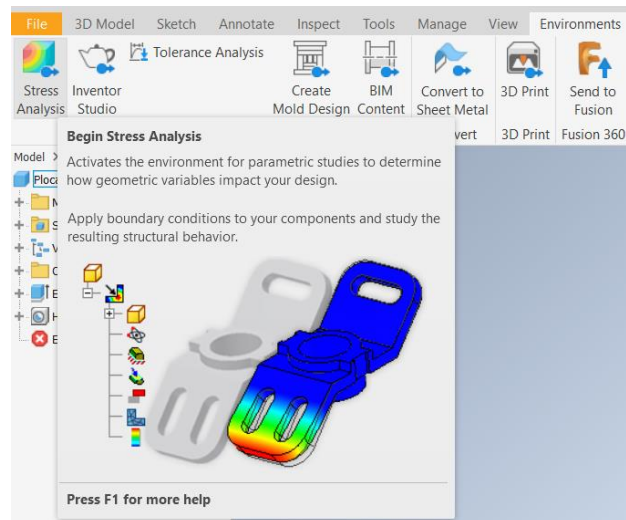 File 3D Model Sketch Annotate Inspect Tools Manage View Environments
Tolerance Analysis
Stress Analysis
Inventor Studio
Create Mold Design
BIM Content
Convert to Sheet Metal
3D Print
Send to Fusion
vert 3D Print Fusion 360
Begin Stress Analysis
Activates the environment for parametric studies to determine
how geometric variables impact your design.
Apply boundary conditions to your components and study the
resulting structural behavior.
Press F1 for more help
Model
Ploca